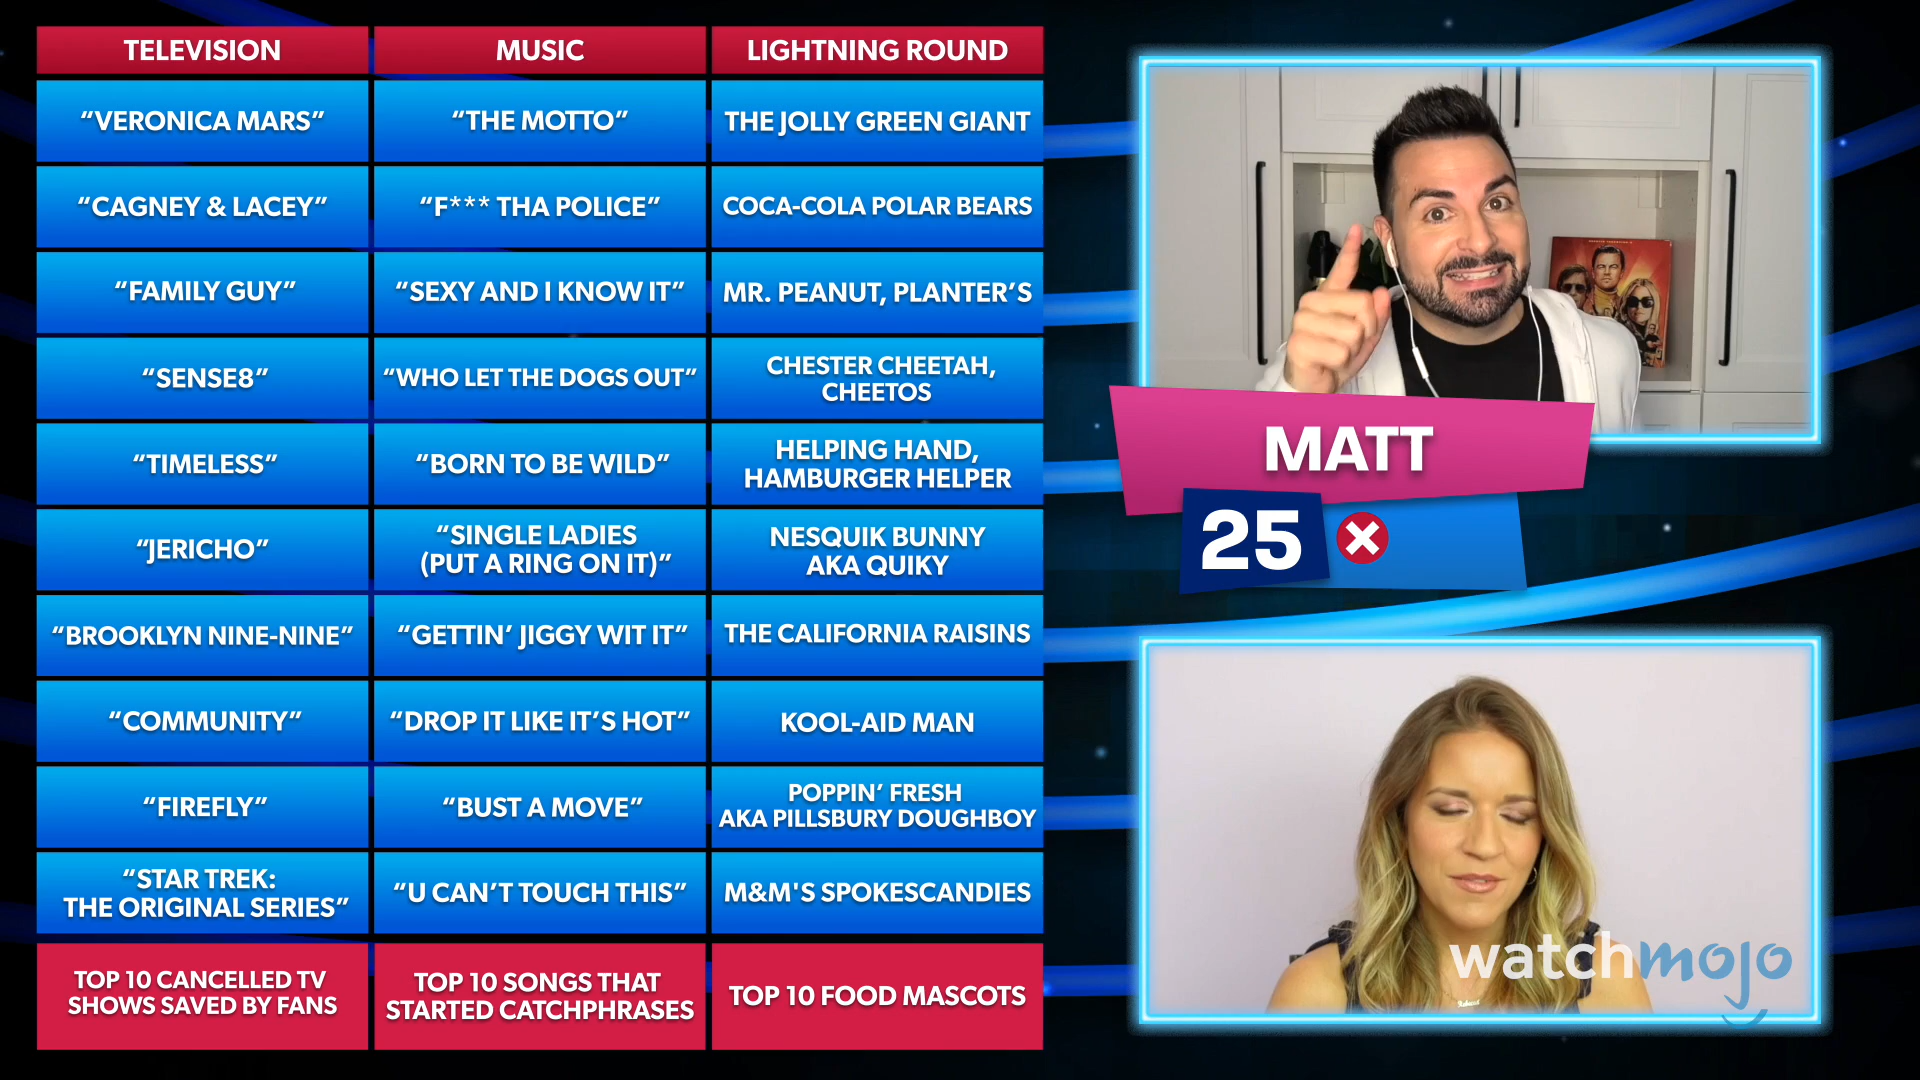 TELEVISION
MUSIC
LIGHTNING ROUND
“VERONICA MARS”
“THE MOTTO”
THE JOLLY GREEN GIANT
“CAGNEY & LACEY”
“F*** THA POLICE”
COCA-COLA POLAR BEARS
“FAMILY GUY”
“SEXY AND I KNOW IT”
MR. PEANUT, PLANTER’S
“SENSE8”
“WHO LET THE DOGS OUT”
CHESTER CHEETAH,
CHEETOS
“TIMELESS”
“BORN TO BE WILD”
HELPING HAND,
HAMBURGER HELPER
“JERICHO”
“SINGLE LADIES
(PUT A RING ON IT)”
NESQUIK BUNNY
AKA QUIKY
“BROOKLYN NINE-NINE”
“GETTIN’ JIGGY WIT IT”
THE CALIFORNIA RAISINS
“COMMUNITY”
“DROP IT LIKE IT’S HOT”
KOOL-AID MAN
“FIREFLY”
“BUST A MOVE”
POPPIN’ FRESH
AKA PILLSBURY DOUGHBOY
“STAR TREK:
THE ORIGINAL SERIES”
“U CAN’T TOUCH THIS”
M&M'S SPOKESCANDIES
TOP 10 CANCELLED TV
SHOWS SAVED BY FANS
TOP 10 SONGS THAT
STARTED CATCHPHRASES
TOP 10 FOOD MASCOTS
MATT
25
watchmojo